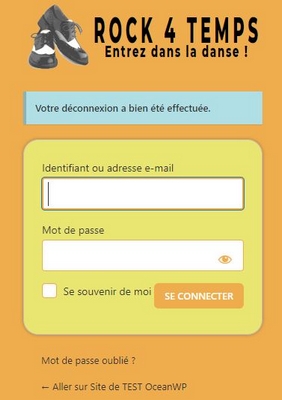 ROCK 4 TEMPS
Entrez dans la danse !
Votre déconnexion a bien été effectuée.
Identifiant ou adresse e-mail
Mot de passe
Se souvenir de moi
SE CONNECTER
Mot de passe oublié ?
← Aller sur Site de TEST OceanWP